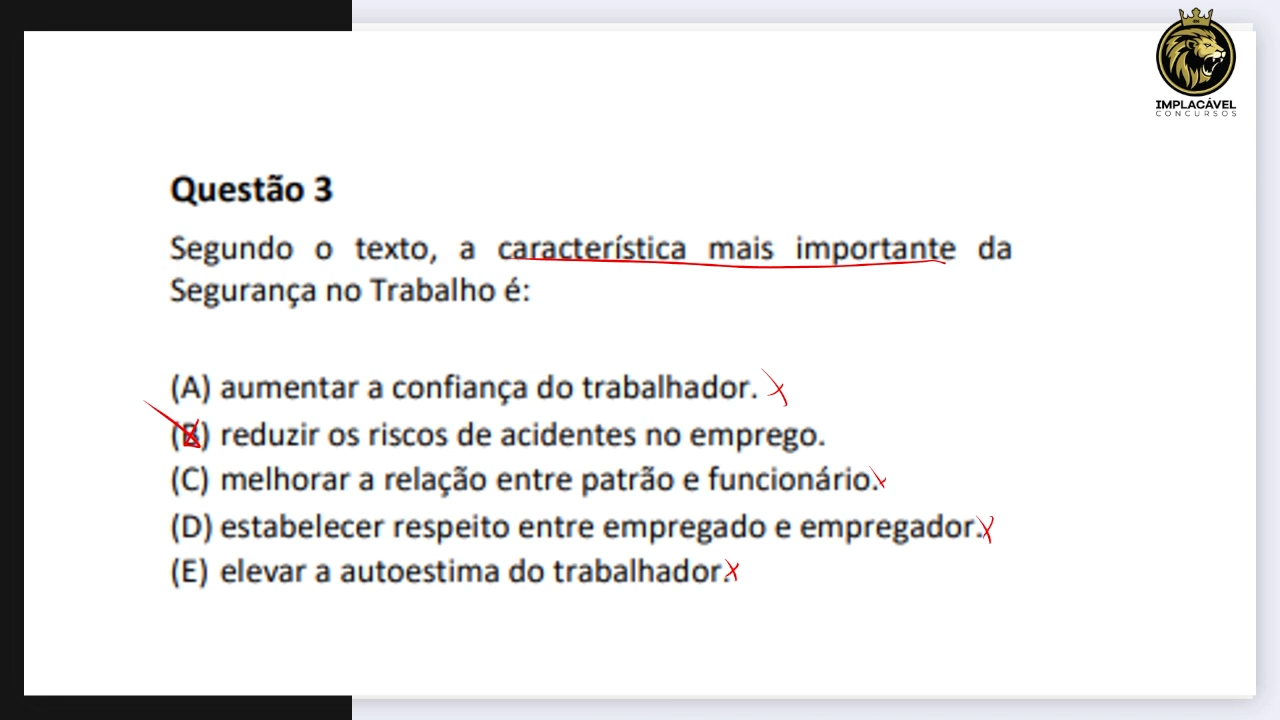 IMPLACÁVEL
CONCURSOS
Questão 3
Segundo o texto, a característica mais importante da
Segurança no Trabalho é:
(A) aumentar a confiança do trabalhador.
(B) reduzir os riscos de acidentes no emprego.
(C) melhorar a relação entre patrão e funcionário.
(D) estabelecer respeito entre empregado e empregador.
(E) elevar a autoestima do trabalhador.